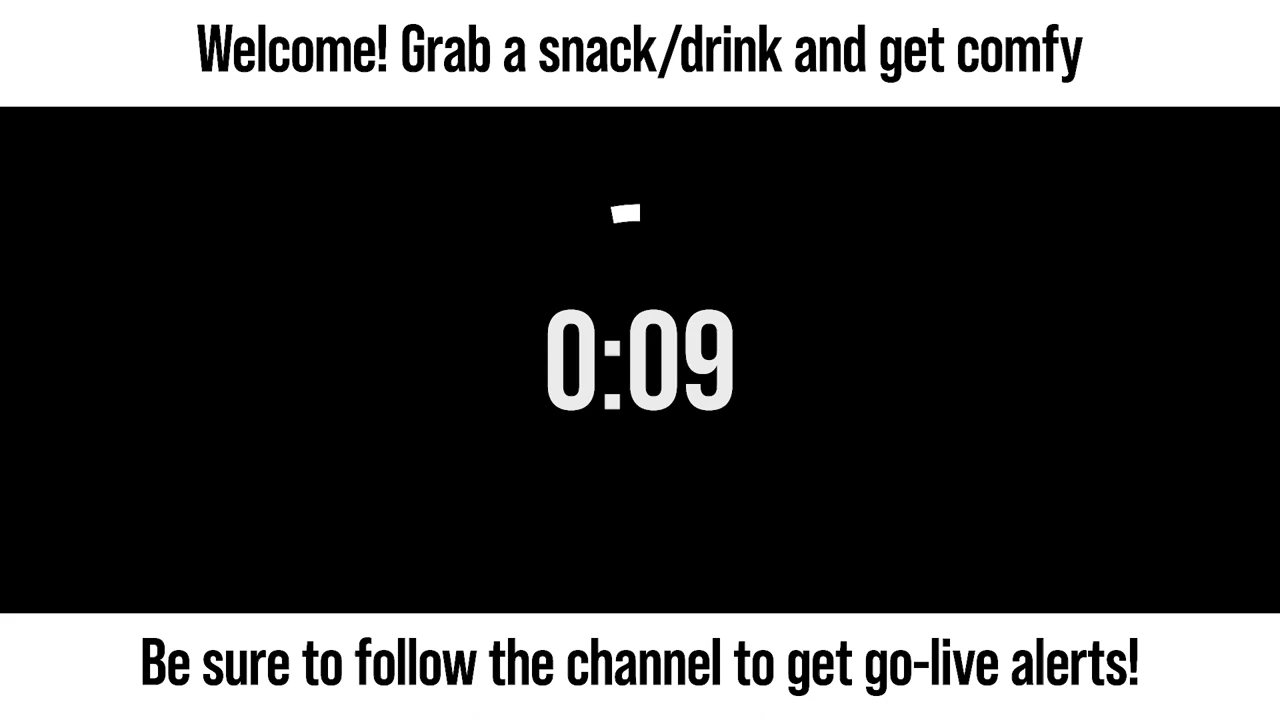 Welcome! Grab a snack/drink and get comfy
0:09
Be sure to follow the channel to get go-live alerts!